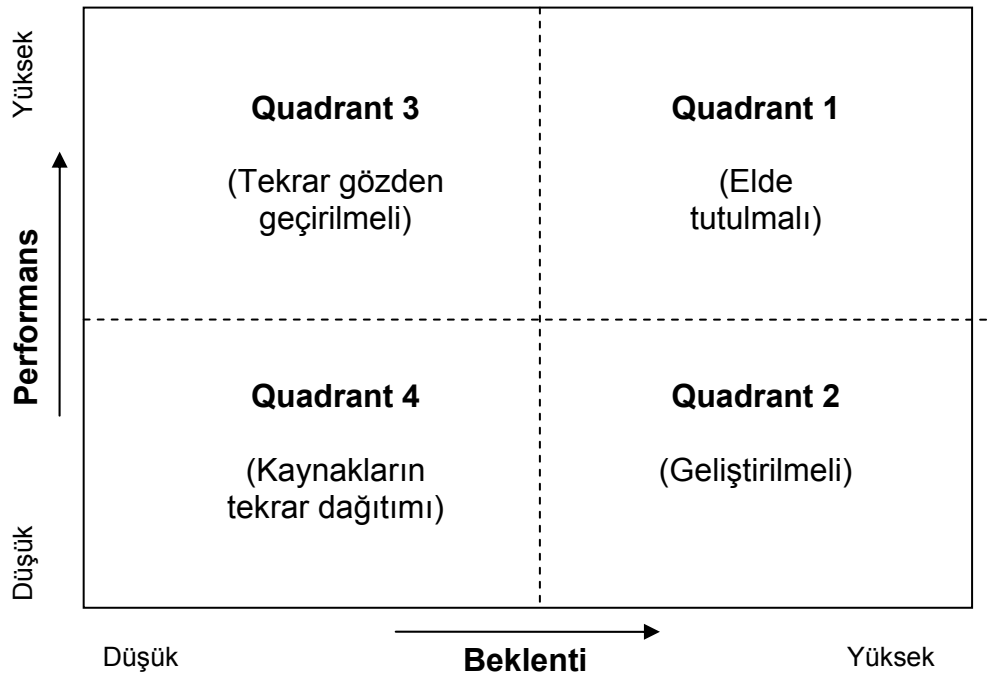 Yüksek
Performans
Düşük
Quadrant 3
(Tekrar gözden
geçirilmeli)
Quadrant 1
(Elde
tutulmalı)
Quadrant 4
(Kaynakların
tekrar dağıtımı)
Quadrant 2
(Geliştirilmeli)
Düşük
Beklenti
Yüksek